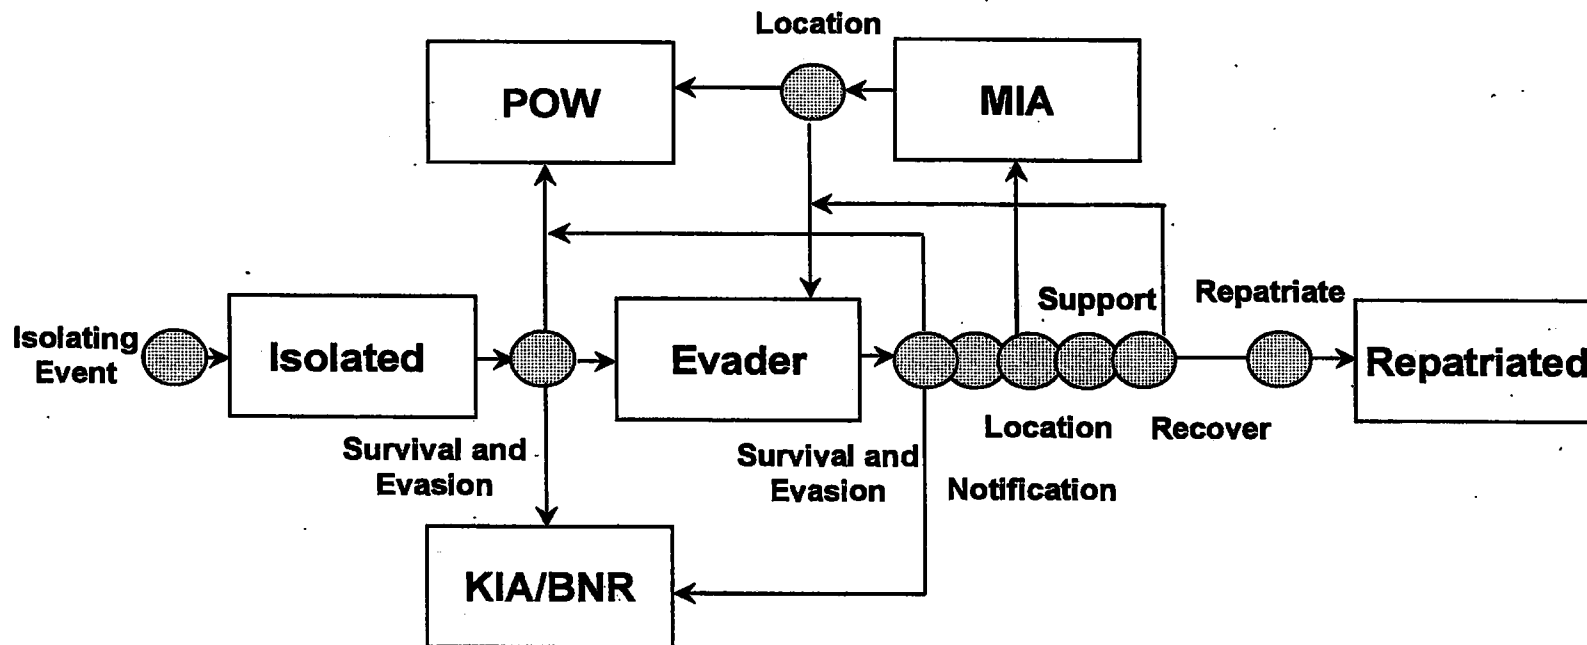 Location
POW
MIA
Support
Repatriate
Isolating
Event
Isolated
Evader
Repatriated
Survival and
Evasion
Survival and
Evasion
Location
Recover
Notification
KIA/BNR